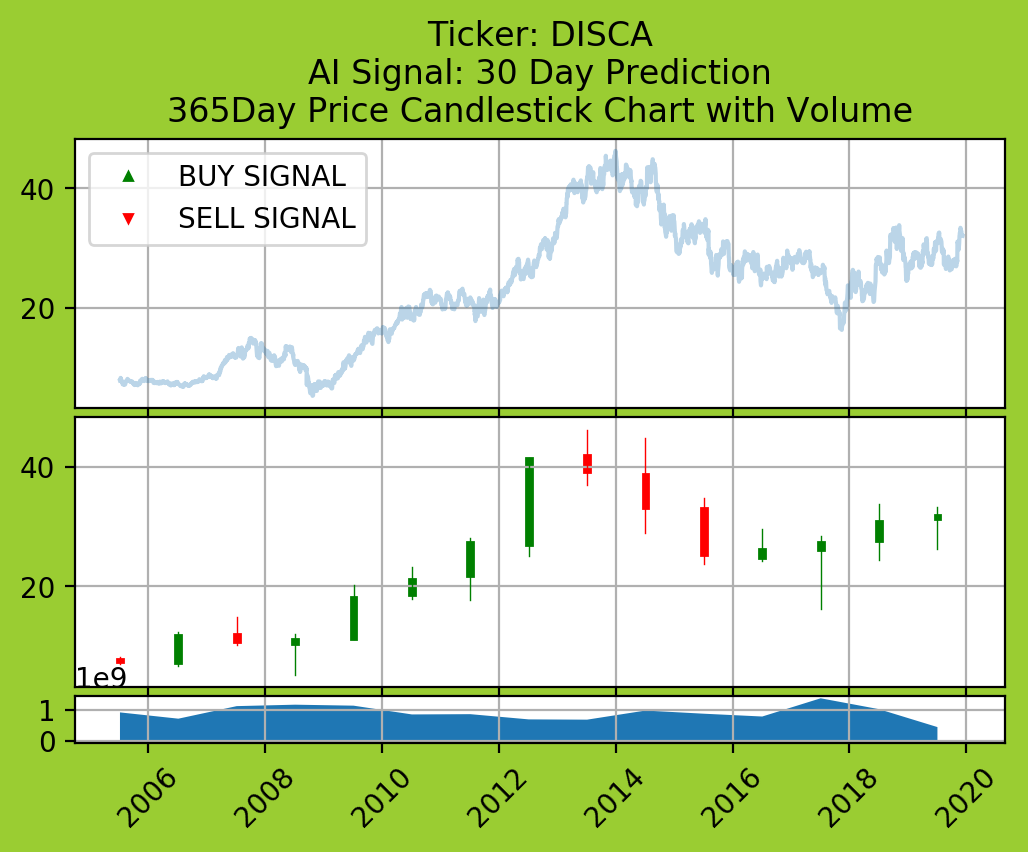 Ticker: DISCA
AI Signal: 30 Day Prediction
365Day Price Candlestick Chart with Volume
BUY SIGNAL
SELL SIGNAL
40
20
40
20
1e9
1
0
2006 2008 2010 2012 2014 2016 2018 2020